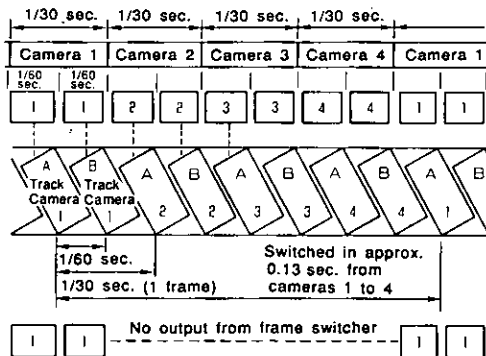 1/30 sec. 1/30 sec. 1/30 sec. 1/30 sec.
Camera 1 Camera 2 Camera 3 Camera 4 Camera 1
1/60 sec. 1/60 sec.
1 1 2 2 3 3 4 4 1 1
A B A B A B A B A B
Track Camera 1 Track Camera 1 2 2 3 3 4 4 1
1/60 sec.
1/30 sec. (1 frame)
Switched in approx.
0.13 sec. from
cameras 1 to 4
1 1 No output from frame switcher 1 1